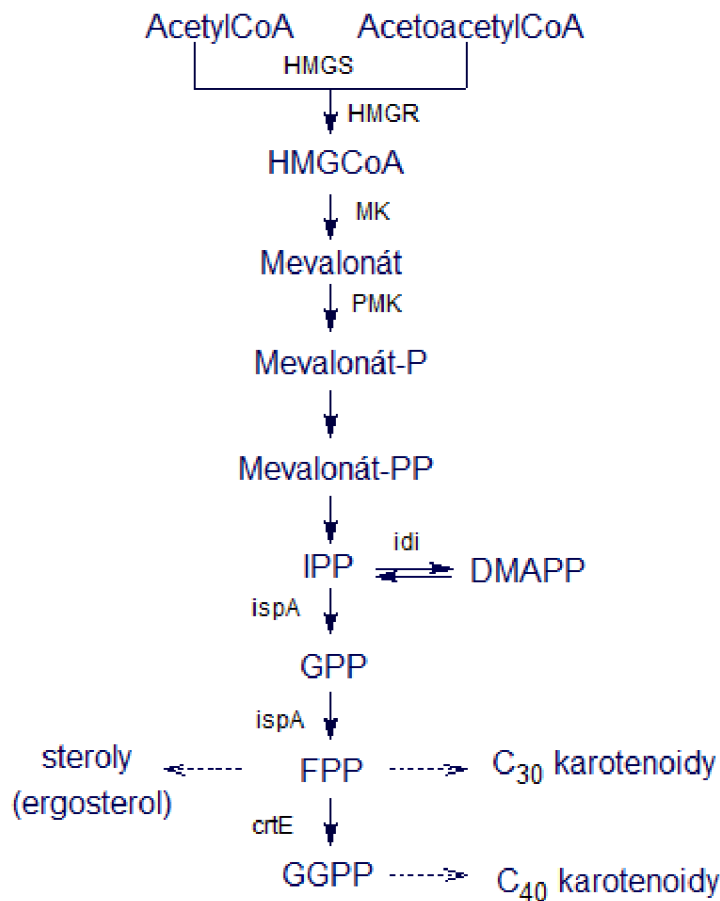 AcetylCoA AcetoacetylCoA
HMGS
HMGR
HMGCoA
MK
Mevalonát
PMK
Mevalonát-P
Mevalonát-PP
idi
IPP DMAPP
ispA
GPP
ispA
steroly FPP C30 karotenoidy
(ergosterol)
crtE
GGPP C40 karotenoidy